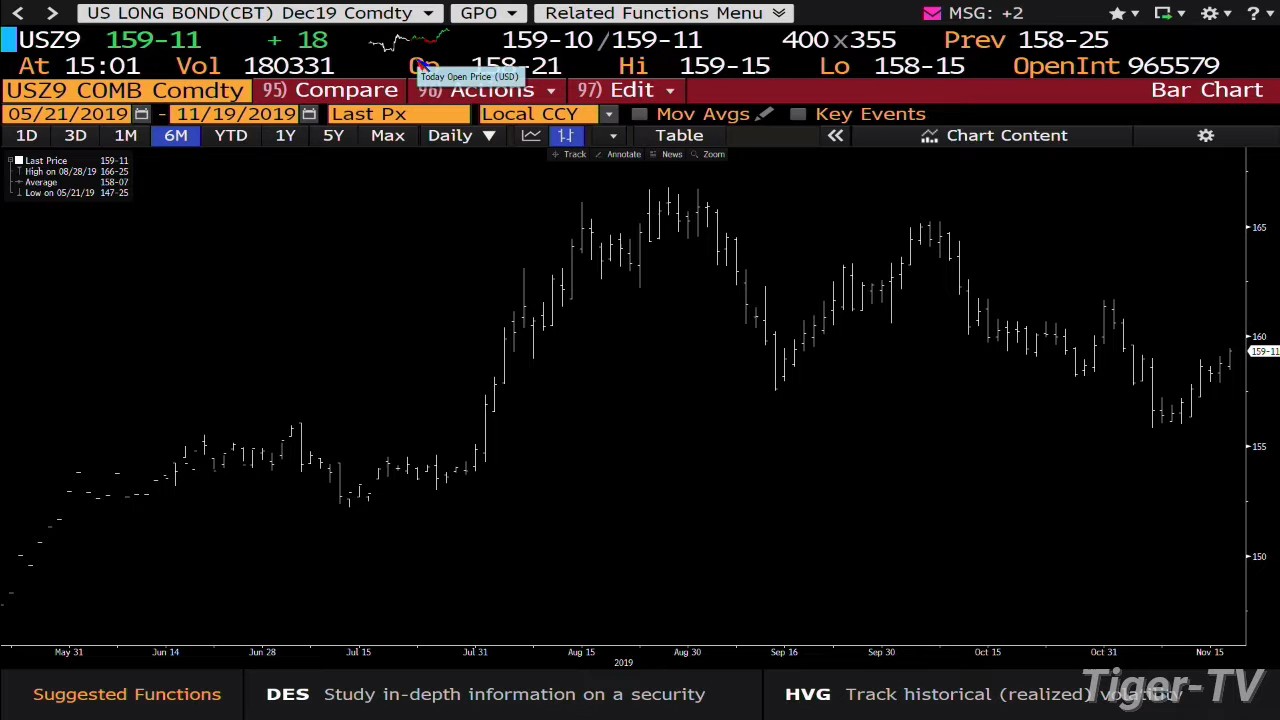 US LONG BOND(CBT) Dec19 Comdty GPO Related Functions Menu MSG: +2 ?
USZ9 159-11 + 18 159-10/159-11 400x355 Prev 158-25
At 15:01 Vol 180331 Op 158-21 Hi 159-15 Lo 158-15 OpenInt 965579
Today Open Price (USD)
USZ9 COMB Comdty 95) Compare 96) Actions 97) Edit Bar Chart
05/21/2019 - 11/19/2019 Last Px Local CCY Mov Avgs Key Events
1D 3D 1M 6M YTD 1Y 5Y Max Daily Table Chart Content
Track Annotate News Zoom
Last Price 159-11
High on 08/28/19 166-25
Average 158-07
Low on 05/21/19 147-25
165
160
159-11
155
150
May 31 Jun 14 Jun 28 Jul 15 Jul 31 Aug 15 Aug 30 Sep 16 Sep 30 Oct 15 Oct 31 Nov 15
2019
Suggested Functions DES Study in-depth information on a security HVG Track historical (realized) volatility
Tiger-TV